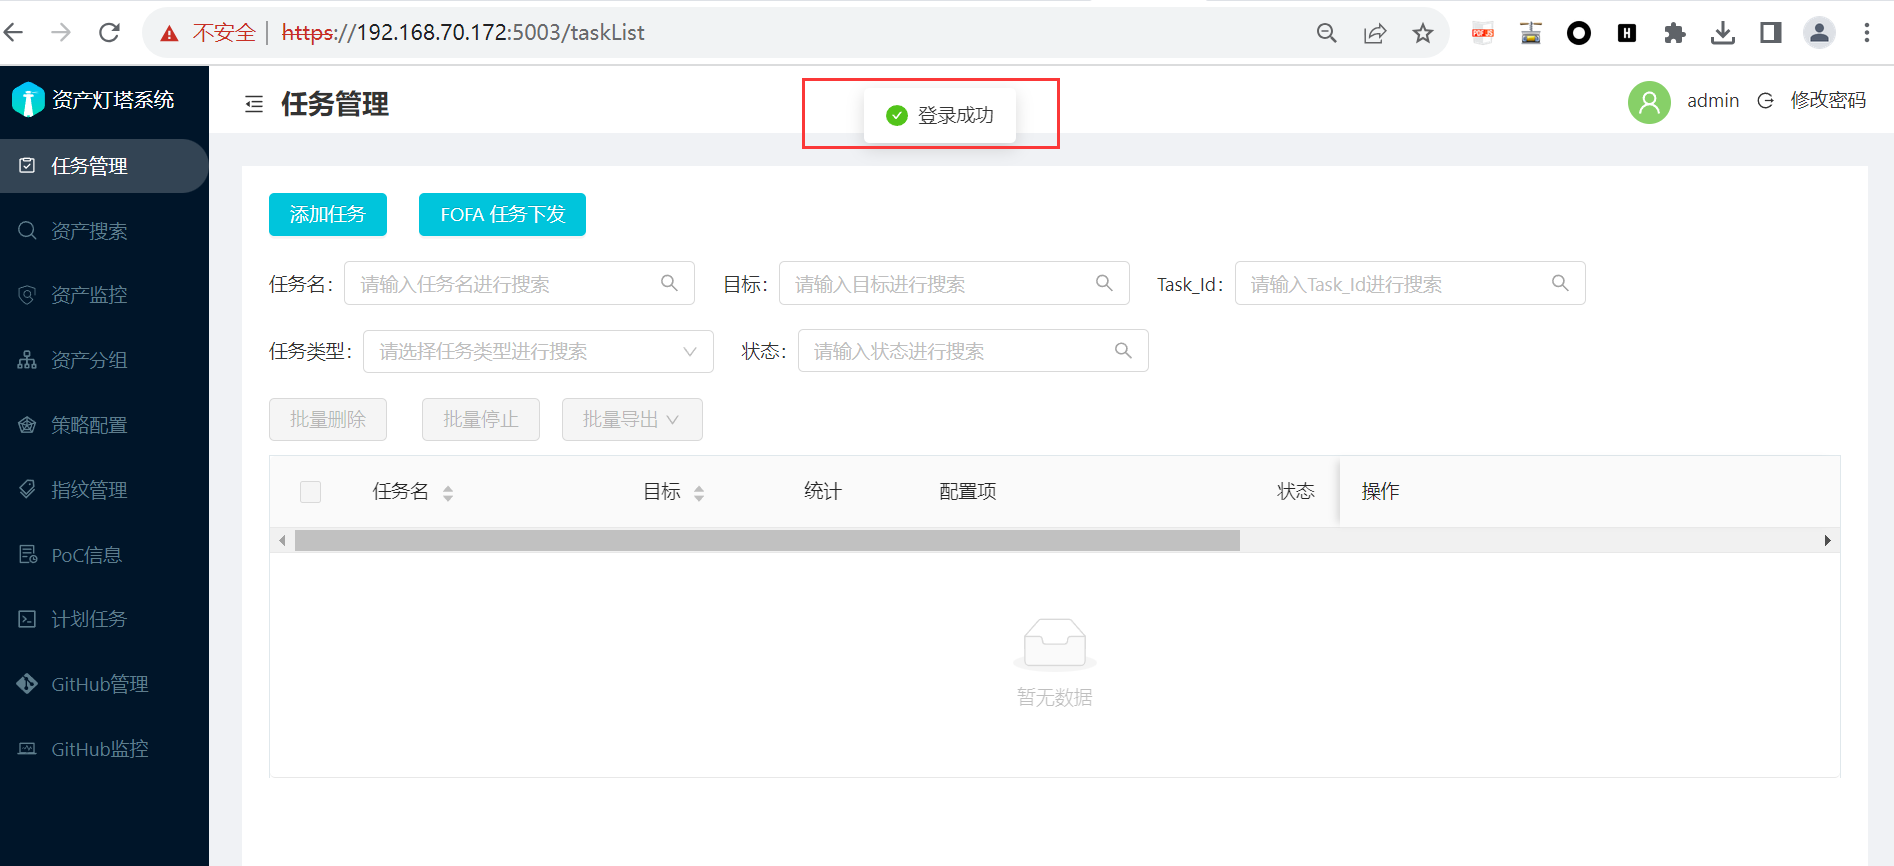 不安全 | https://192.168.70.172:5003/taskList
PDF JS
H
资产灯塔系统
任务管理
登录成功
admin
修改密码
任务管理
资产搜索
资产监控
资产分组
策略配置
指纹管理
PoC信息
计划任务
GitHub管理
GitHub监控
添加任务
FOFA 任务下发
任务名: 请输入任务名进行搜索
目标: 请输入目标进行搜索
Task_Id: 请输入Task_Id进行搜索
任务类型: 请选择任务类型进行搜索
状态: 请输入状态进行搜索
批量删除
批量停止
批量导出
任务名 目标 统计 配置项 状态 操作
暂无数据